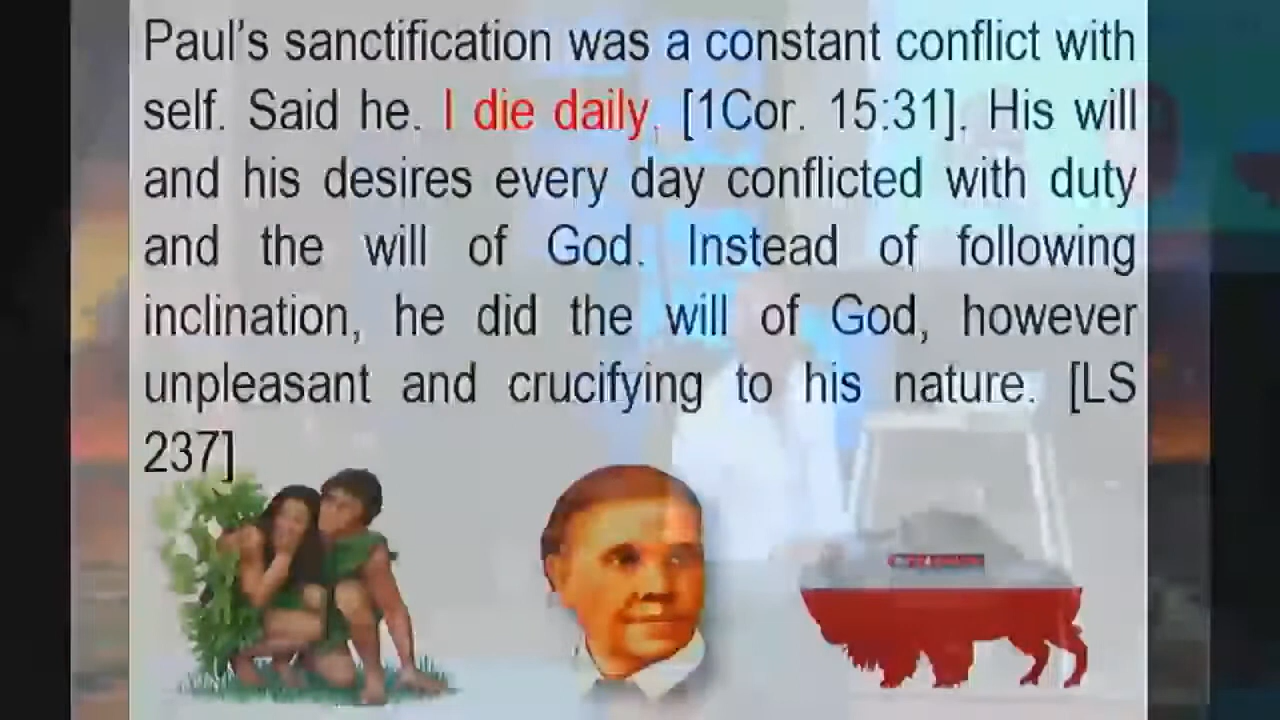 Paul's sanctification was a constant conflict with
self. Said he. I die daily, [1Cor. 15:31]. His will
and his desires every day conflicted with duty
and the will of God. Instead of following
inclination, he did the will of God, however
unpleasant and crucifying to his nature. [LS
237]